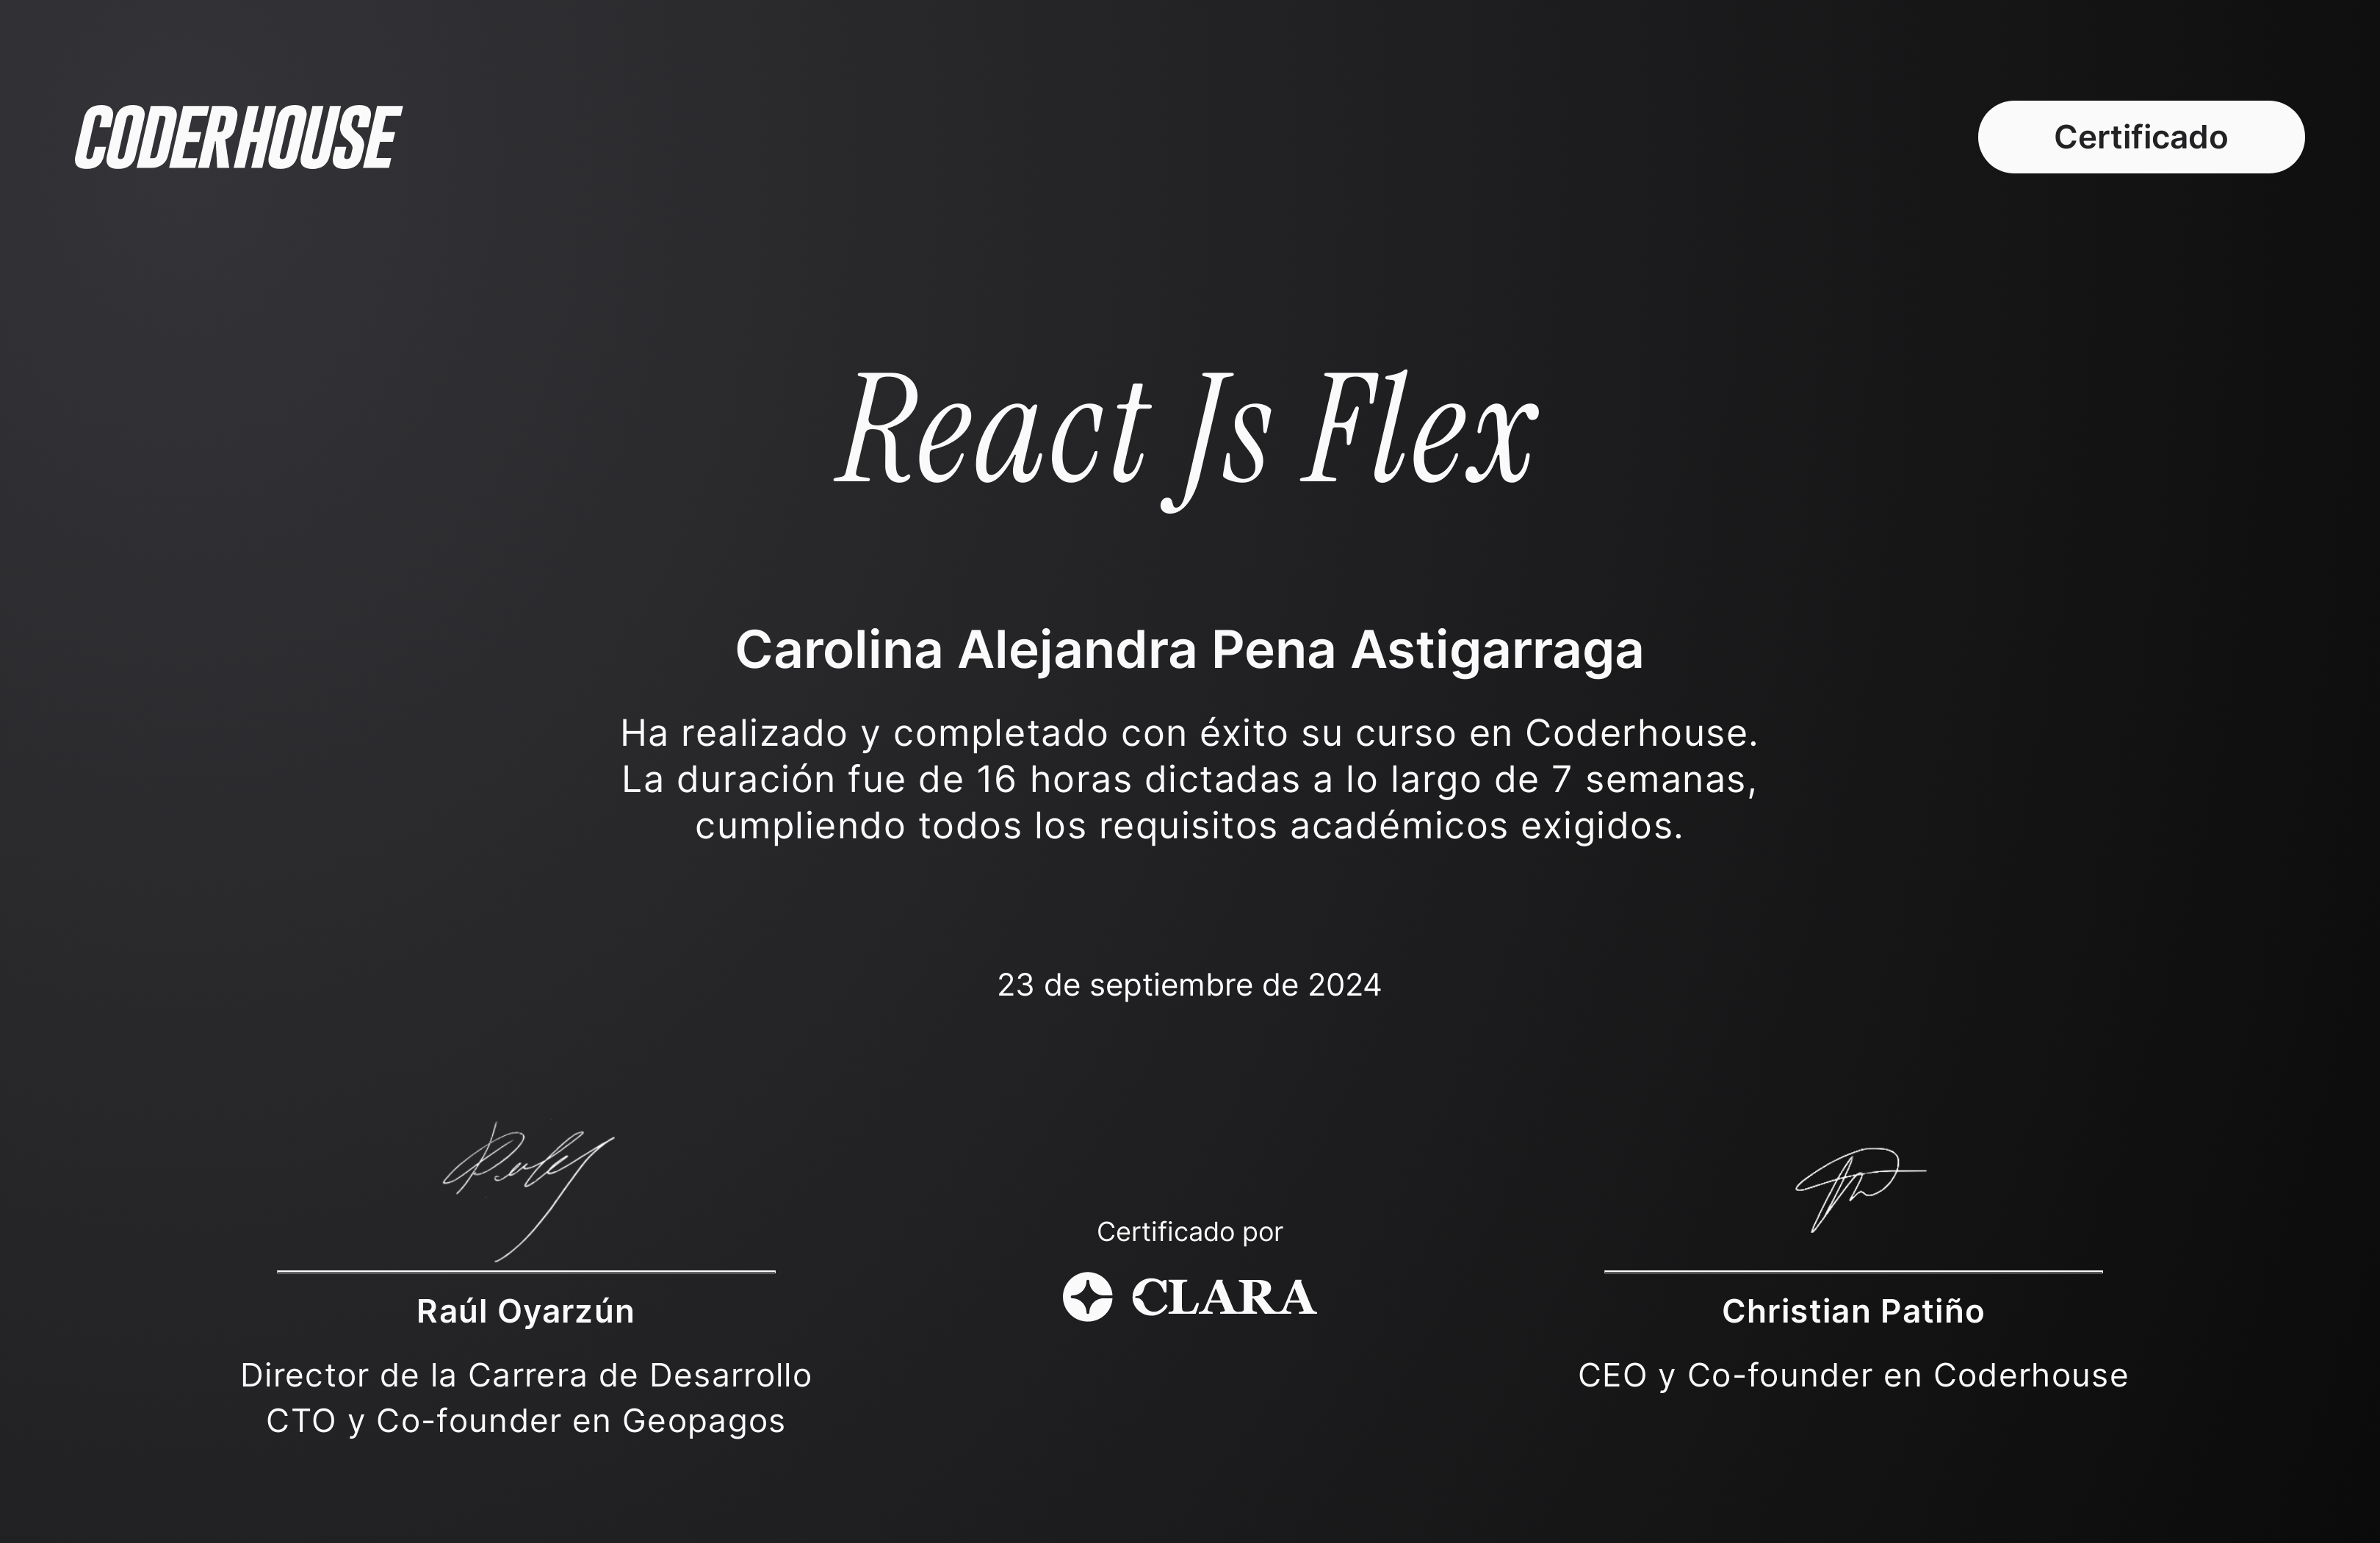 CODERHOUSE
Certificado
React Js Flex
Carolina Alejandra Pena Astigarraga
Ha realizado y completado con éxito su curso en Coderhouse.
La duración fue de 16 horas dictadas a lo largo de 7 semanas,
cumpliendo todos los requisitos académicos exigidos.
23 de septiembre de 2024
Raúl Oyarzún
Director de la Carrera de Desarrollo
CTO y Co-founder en Geopagos
Certificado por
CLARA
Christian Patiño
CEO y Co-founder en Coderhouse